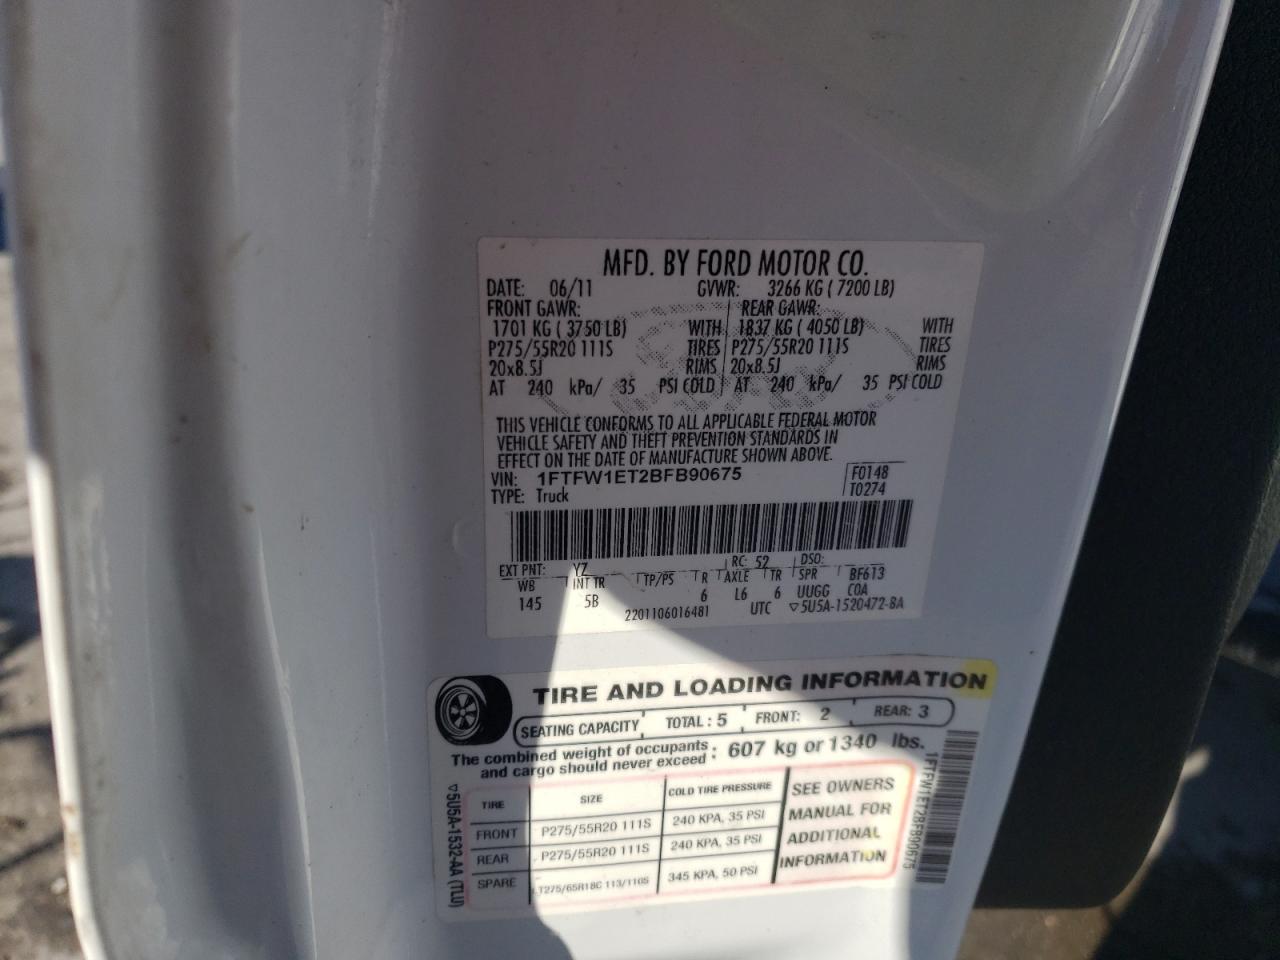 MFD. BY FORD MOTOR CO.
DATE: 06/11 GVWR: 3266 KG ( 7200 LB)
FRONT GAWR: REAR GAWR:
1701 KG ( 3750 LB) WITH 1837 KG ( 4050 LB) WITH
P275/55R20 111S TIRES P275/55R20 111S TIRES
20x8.5J RIMS 20x8.5J RIMS
AT 240 kPa/ 35 PSI COLD AT 240 kPa/ 35 PSI COLD
THIS VEHICLE CONFORMS TO ALL APPLICABLE FEDERAL MOTOR
VEHICLE SAFETY AND THEFT PREVENTION STANDARDS IN
EFFECT ON THE DATE OF MANUFACTURE SHOWN ABOVE.
VIN: 1FTFW1ET2BFB90675 F0148
TYPE: Truck T0274
EXT PNT: YZ RC: 52 DSO:
WB INT TR TP/PS R AXLE TR SPR BF613
145 5B 6 L6 6 UUGG COA
2201106016481 UTC ▽5U5A-1520472-BA
TIRE AND LOADING INFORMATION
SEATING CAPACITY TOTAL : 5 FRONT: 2 REAR: 3
The combined weight of occupants
and cargo should never exceed : 607 kg or 1340 lbs.
TIRE SIZE COLD TIRE PRESSURE
FRONT P275/55R20 111S 240 KPA, 35 PSI
REAR P275/55R20 111S 240 KPA, 35 PSI
SPARE LT275/65R18C 113/110S 345 KPA, 50 PSI
SEE OWNERS
MANUAL FOR
ADDITIONAL
INFORMATION
▽5U5A-1532-AA (TLU)
1FTFW1ET2BFB90675